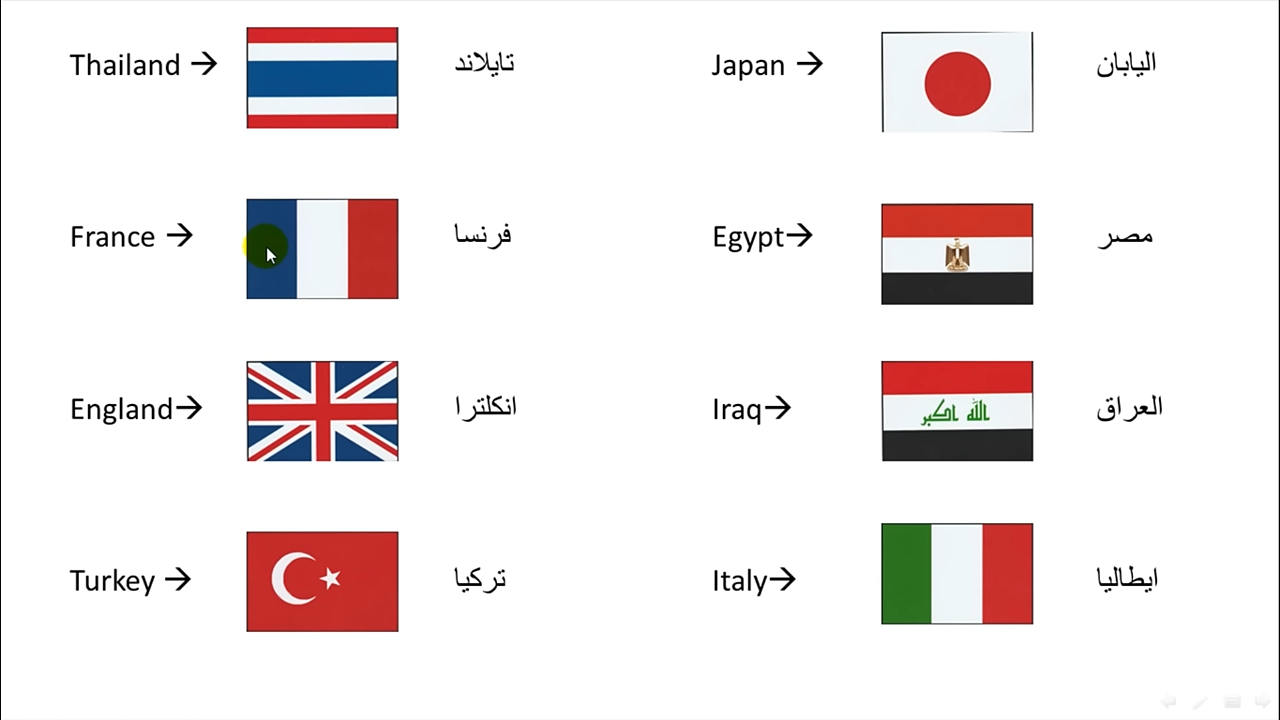 Thailand → تايلاند
Japan → اليابان
France → فرنسا
Egypt→ مصر
England→ انكلترا
Iraq→ الله اكبر العراق
Turkey → تركيا
Italy→ ايطاليا